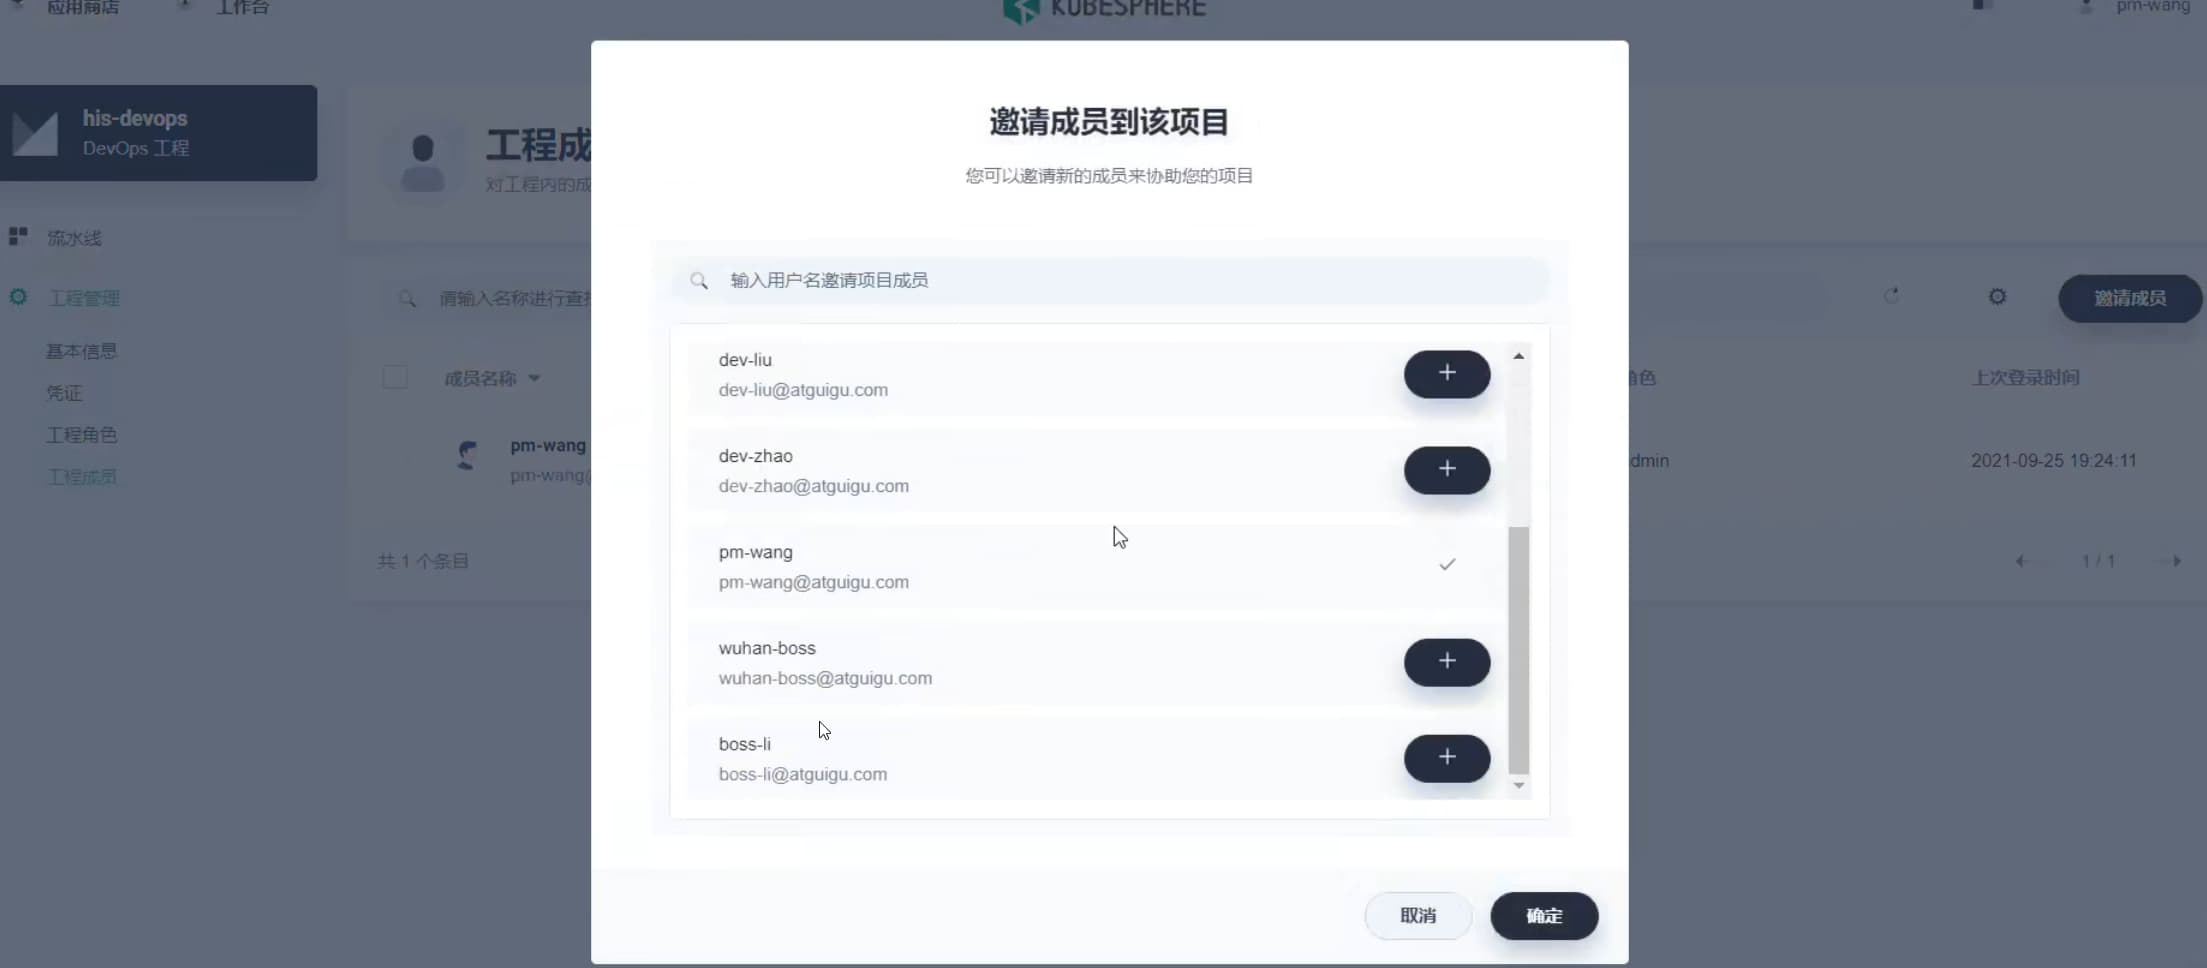 应用商店
工作台
KUBESPHERE
pm-wang
his-devops
DevOps 工程
流水线
工程管理
基本信息
凭证
工程角色
工程成员
工程成
对工程内的成
请输入名称进行查找
邀请成员
成员名称
角色
上次登录时间
pm-wang
pm-wang@
dmin
2021-09-25 19:24:11
共 1 个条目
1 / 1
邀请成员到该项目
您可以邀请新的成员来协助您的项目
输入用户名邀请项目成员
dev-liu
dev-liu@atguigu.com
dev-zhao
dev-zhao@atguigu.com
pm-wang
pm-wang@atguigu.com
wuhan-boss
wuhan-boss@atguigu.com
boss-li
boss-li@atguigu.com
取消
确定